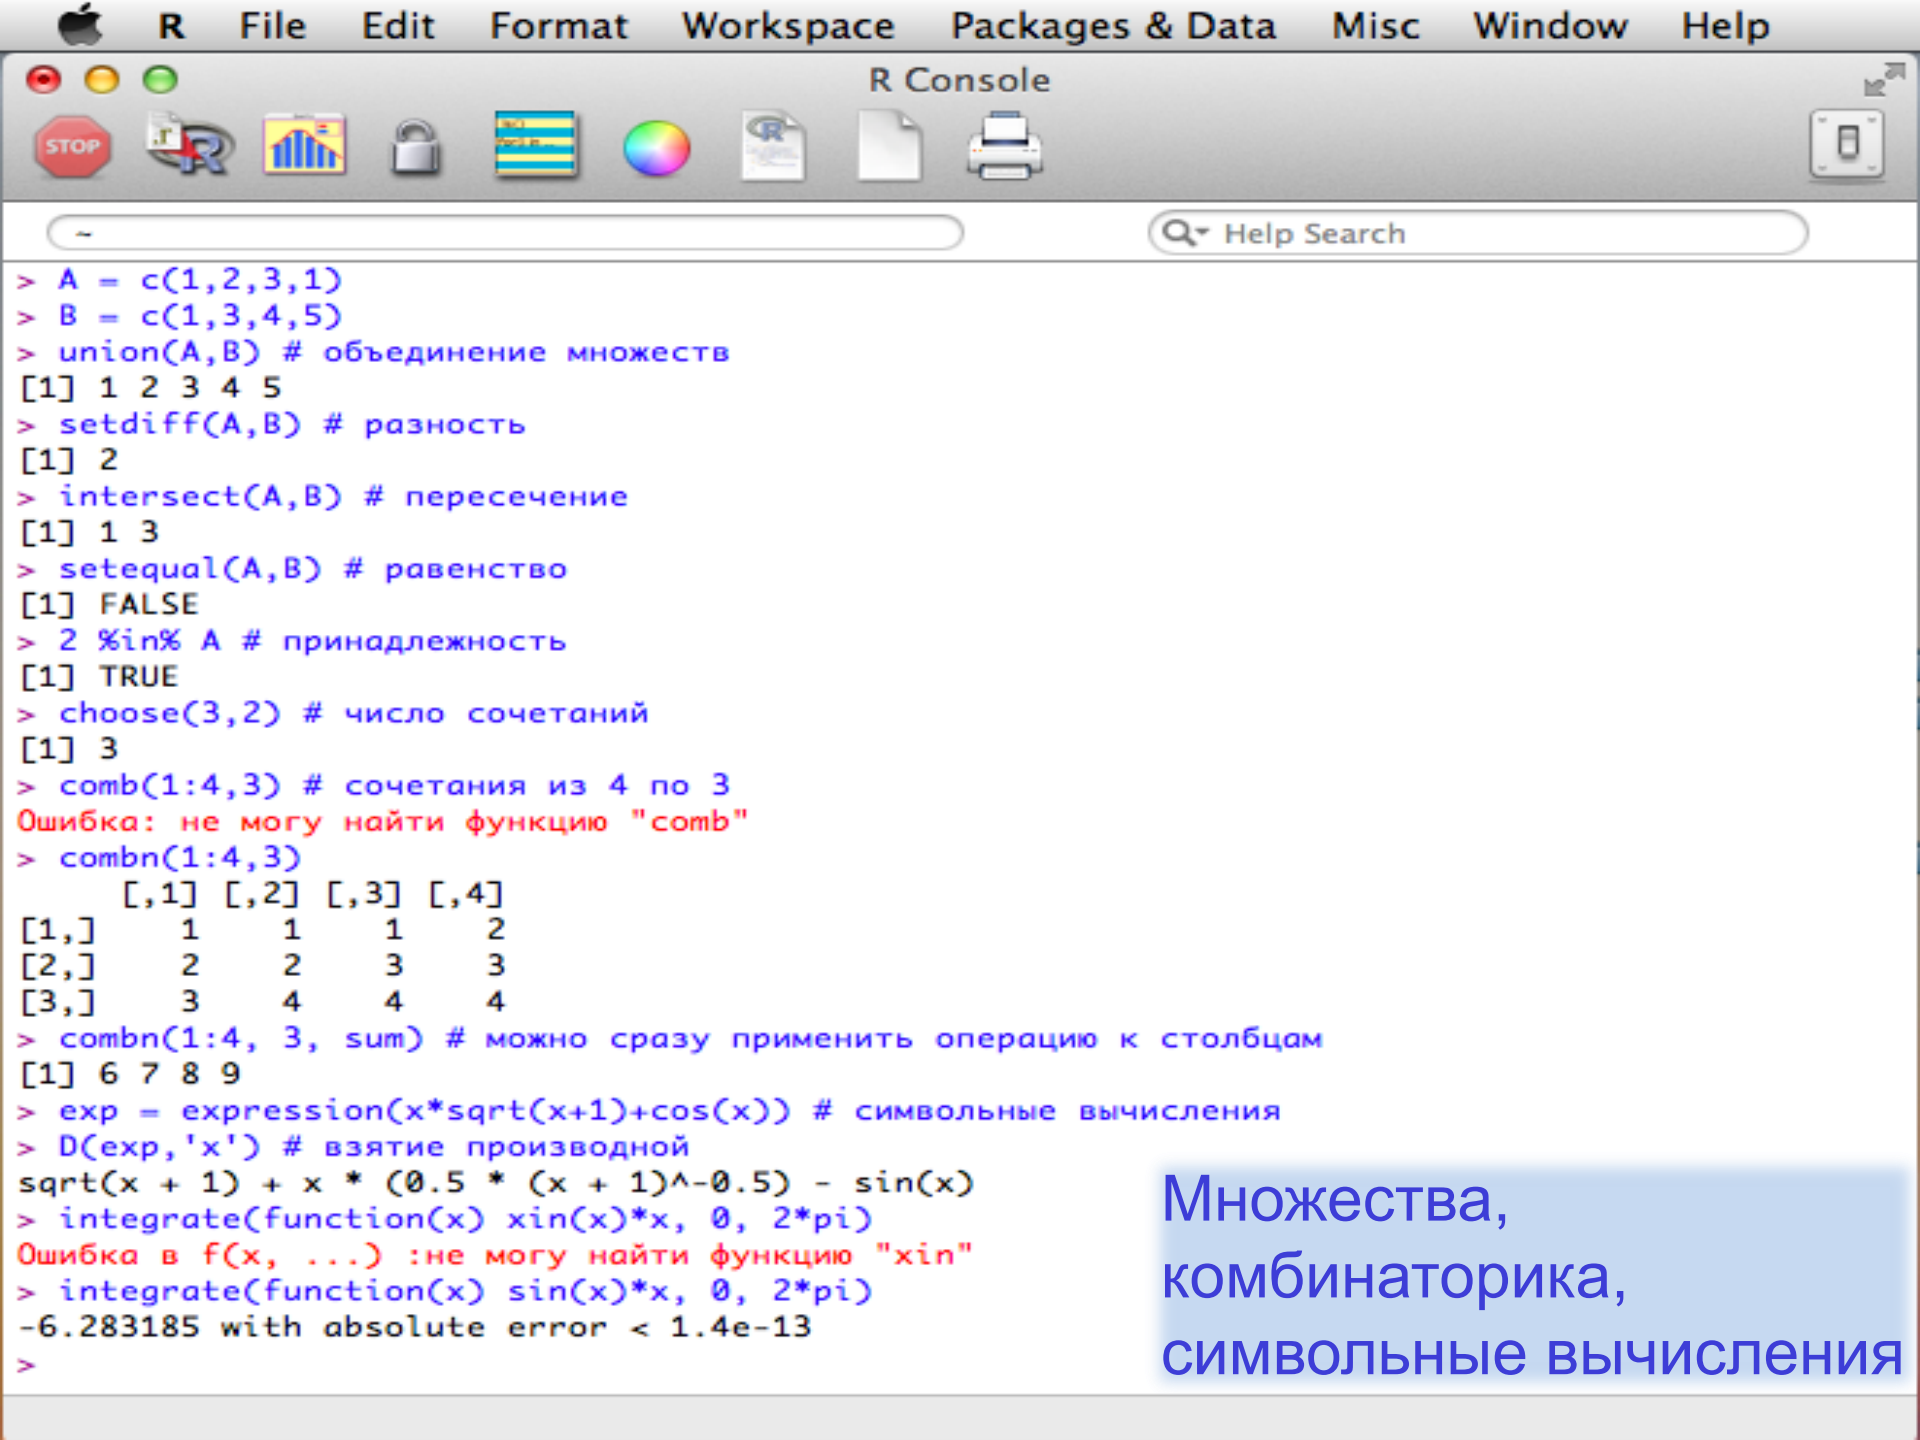 R File Edit Format Workspace Packages & Data Misc Window Help
R Console
STOP
~
Help Search
> A = c(1,2,3,1)
> B = c(1,3,4,5)
> union(A,B) # объединение множеств
[1] 1 2 3 4 5
> setdiff(A,B) # разность
[1] 2
> intersect(A,B) # пересечение
[1] 1 3
> setequal(A,B) # равенство
[1] FALSE
> 2 %in% A # принадлежность
[1] TRUE
> choose(3,2) # число сочетаний
[1] 3
> comb(1:4,3) # сочетания из 4 по 3
Ошибка: не могу найти функцию "comb"
> combn(1:4,3)
[,1] [,2] [,3] [,4]
[1,] 1 1 1 2
[2,] 2 2 3 3
[3,] 3 4 4 4
> combn(1:4, 3, sum) # можно сразу применить операцию к столбцам
[1] 6 7 8 9
> exp = expression(x*sqrt(x+1)+cos(x)) # символьные вычисления
> D(exp,'x') # взятие производной
sqrt(x + 1) + x * (0.5 * (x + 1)^-0.5) - sin(x)
> integrate(function(x) xin(x)*x, 0, 2*pi)
Ошибка в f(x, ...) :не могу найти функцию "xin"
> integrate(function(x) sin(x)*x, 0, 2*pi)
-6.283185 with absolute error < 1.4e-13
>
Множества,
комбинаторика,
символьные вычисления